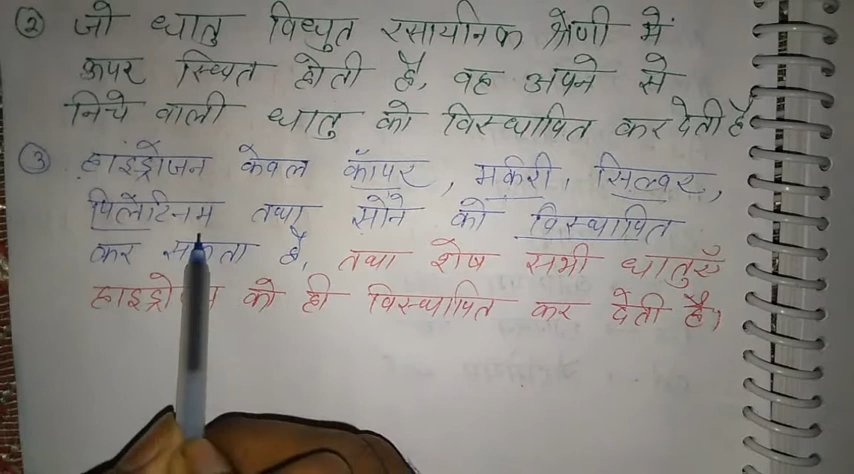 ② जो धातु विध्युत रसायनिक श्रेणी में
ऊपर स्थित होती है, वह अपने से
निचे वाली धातु को विस्थापित कर देती है
③ हाइड्रोजन केवल कॉपर, मर्करी, सिल्वर,
पिलेटिनम तथा सोने को विस्थापित
कर सकता है, तथा शेष सभी धातुएँ
हाइड्रोजन को ही विस्थापित कर देती है।